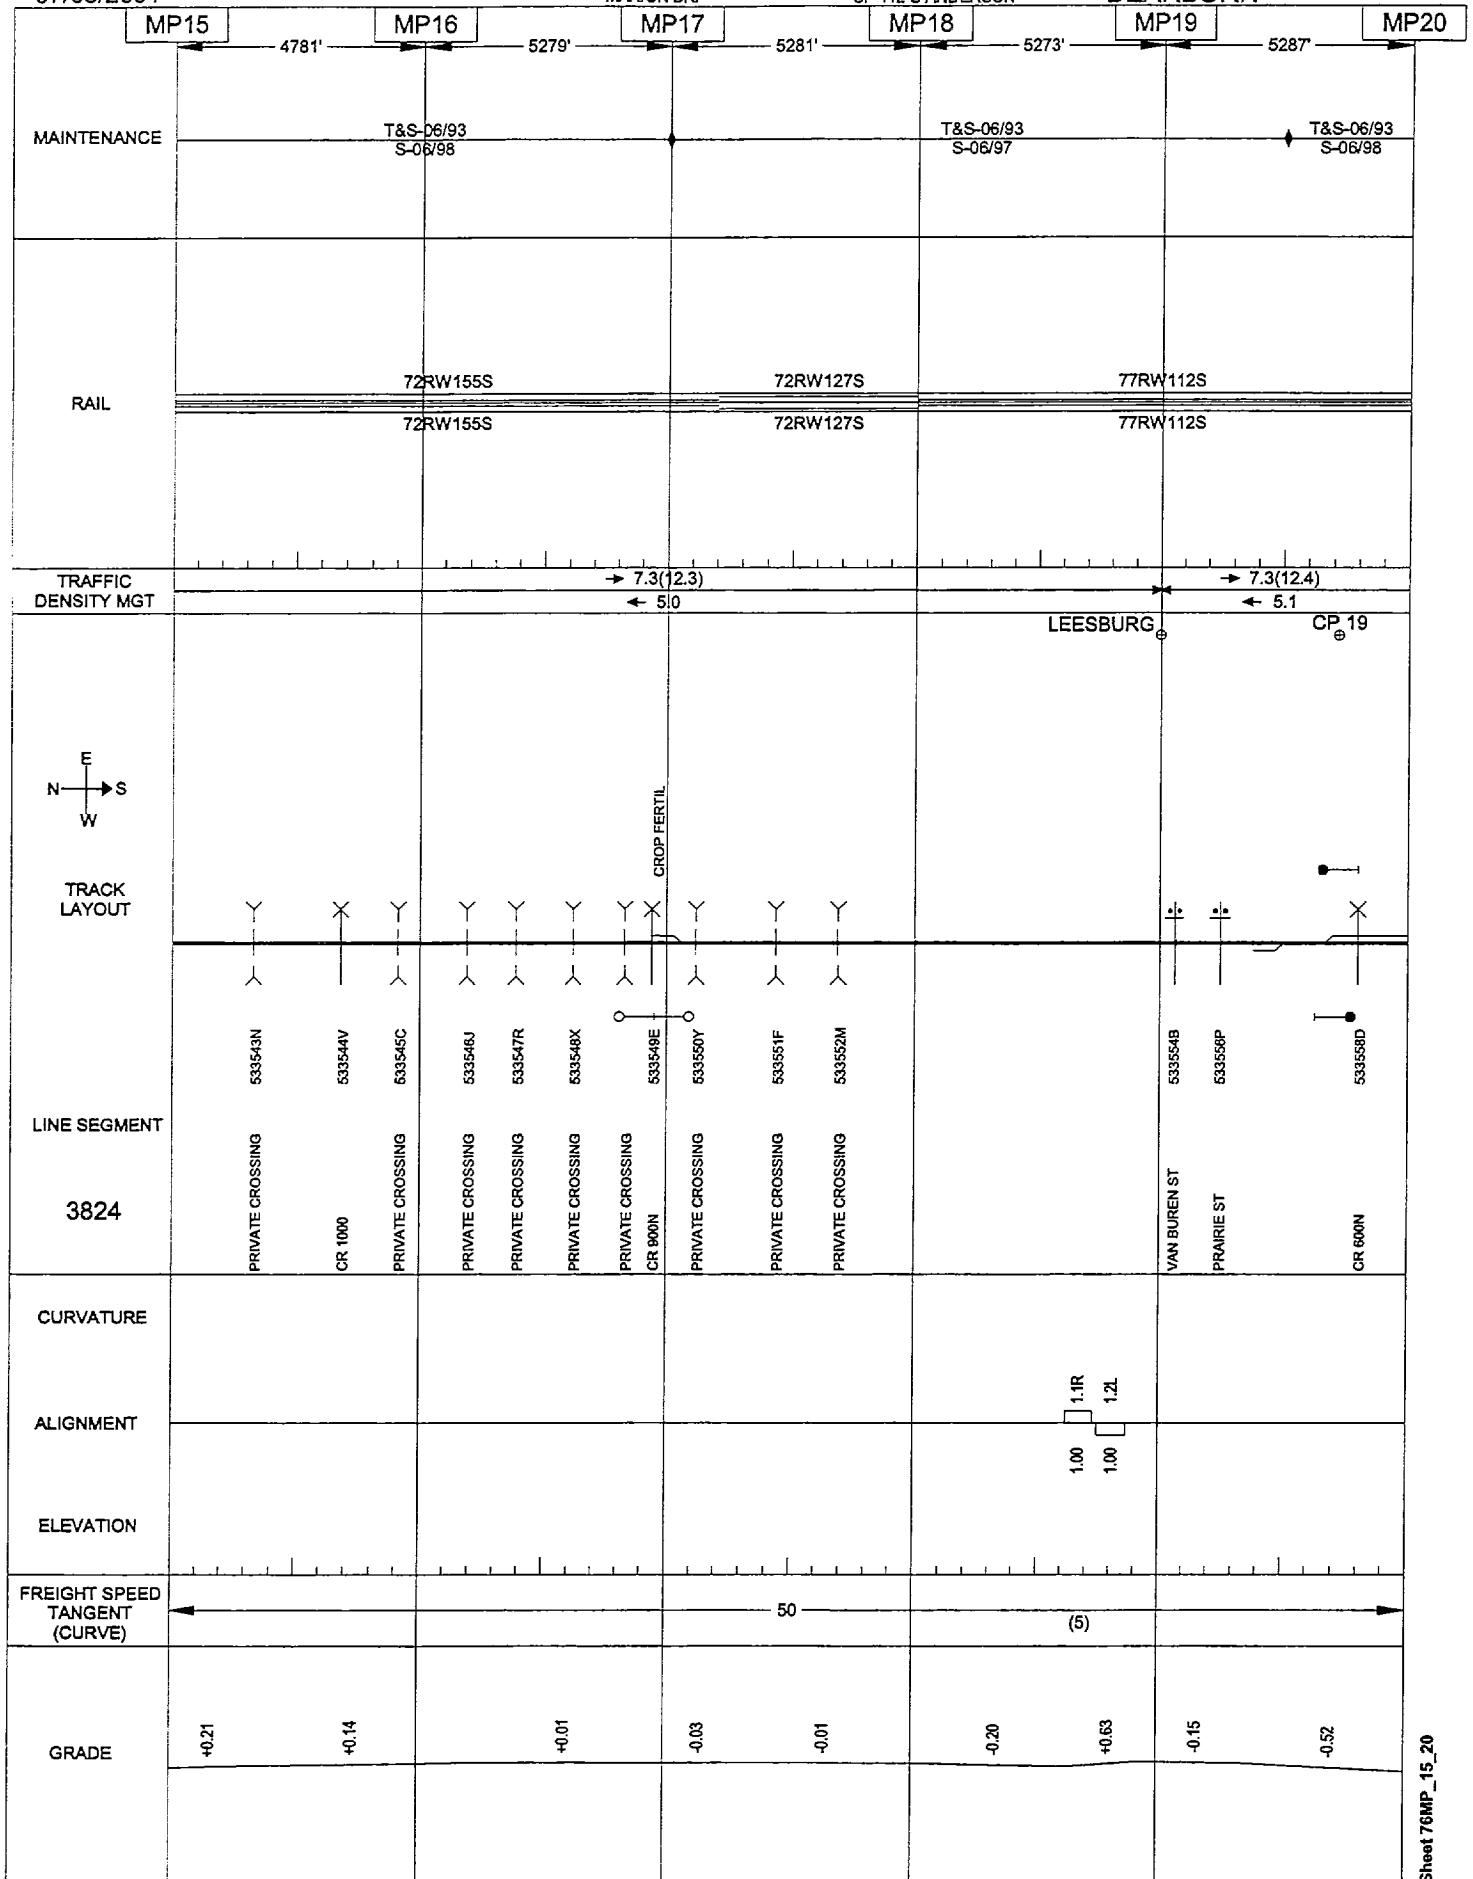 MP15 MP16 MP17 MP18 MP19 MP20
4781' 5279' 5281' 5273' 5287'
MAINTENANCE
T&S-06/93 T&S-06/93 T&S-06/93
S-06/98 S-06/97 S-06/98
72RW155S 72RW127S 77RW112S
RAIL
72RW155S 72RW127S 77RW112S
TRAFFIC
DENSITY MGT
→ 7.3(12.3) → 7.3(12.4)
← 5.0 ← 5.1
LEESBURG CP 19
E
N S
W
CROP FERTIL
TRACK
LAYOUT
533543N 533544V 533545C 533546J 533547R 533548X 533549E 533550Y 533551F 533552M 533554B 533556P 533558D
LINE SEGMENT
3824
PRIVATE CROSSING
CR 1000
PRIVATE CROSSING
PRIVATE CROSSING
PRIVATE CROSSING
PRIVATE CROSSING
PRIVATE CROSSING
CR 900N
PRIVATE CROSSING
PRIVATE CROSSING
PRIVATE CROSSING
VAN BUREN ST
PRAIRIE ST
CR 600N
CURVATURE
1.1R 1.2L
ALIGNMENT
1.00 1.00
ELEVATION
FREIGHT SPEED
TANGENT
(CURVE)
50
(5)
GRADE
+0.21 +0.14 +0.01 -0.03 -0.01 -0.20 +0.63 -0.15 -0.52
Sheet 76MP_15_20